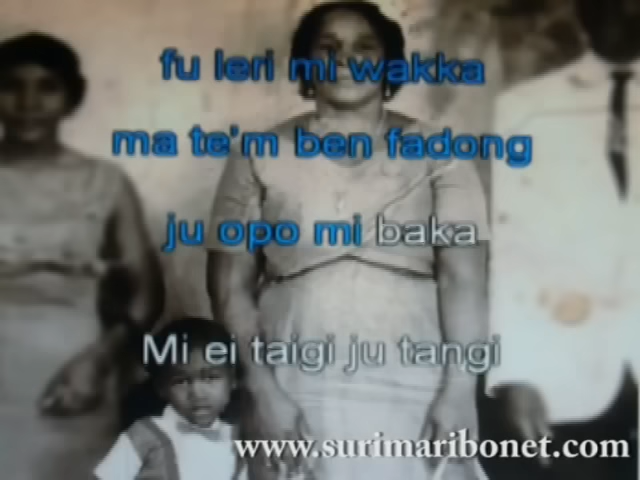 fu leri mi wakka
ma te'm ben fadong
ju opo mi baka
Mi ei taigi ju tangi
www.surimaribonet.com